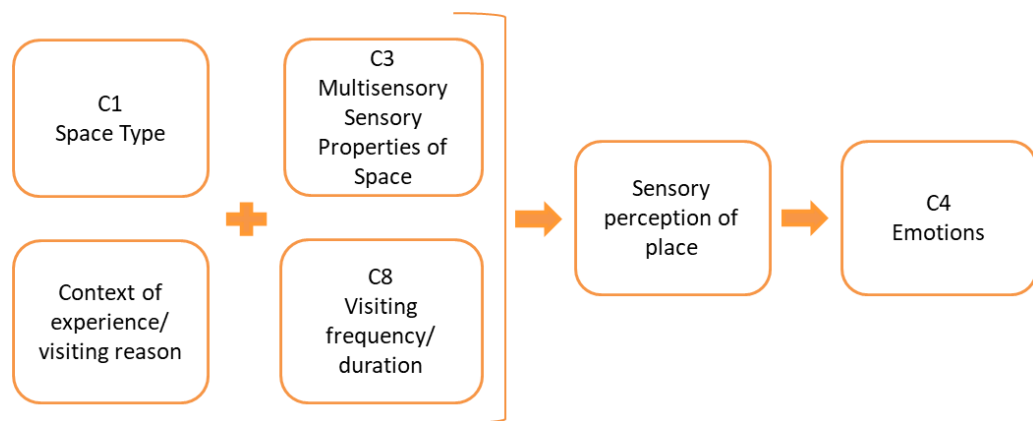 C1
Space Type
C3
Multisensory
Sensory
Properties of
Space
Context of
experience/
visiting reason
C8
Visiting
frequency/
duration
Sensory
perception of
place
C4
Emotions